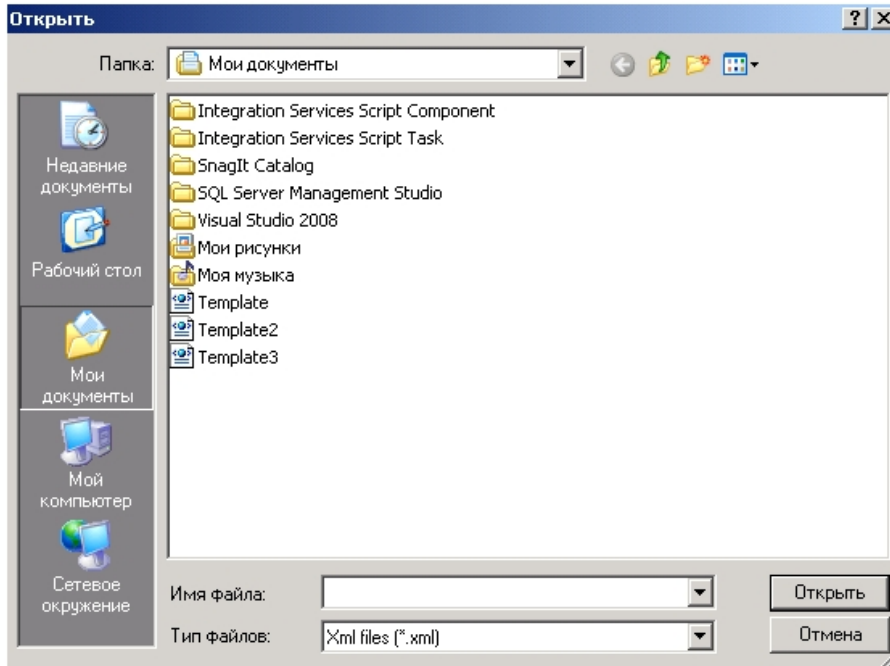 Открыть
Папка: Мои документы
Недавние
документы
Рабочий стол
Мои
документы
Мой
компьютер
Сетевое
окружение
Integration Services Script Component
Integration Services Script Task
SnagIt Catalog
SQL Server Management Studio
Visual Studio 2008
Мои рисунки
Моя музыка
Template
Template2
Template3
Имя файла:
Открыть
Тип файлов: Xml files (*.xml)
Отмена